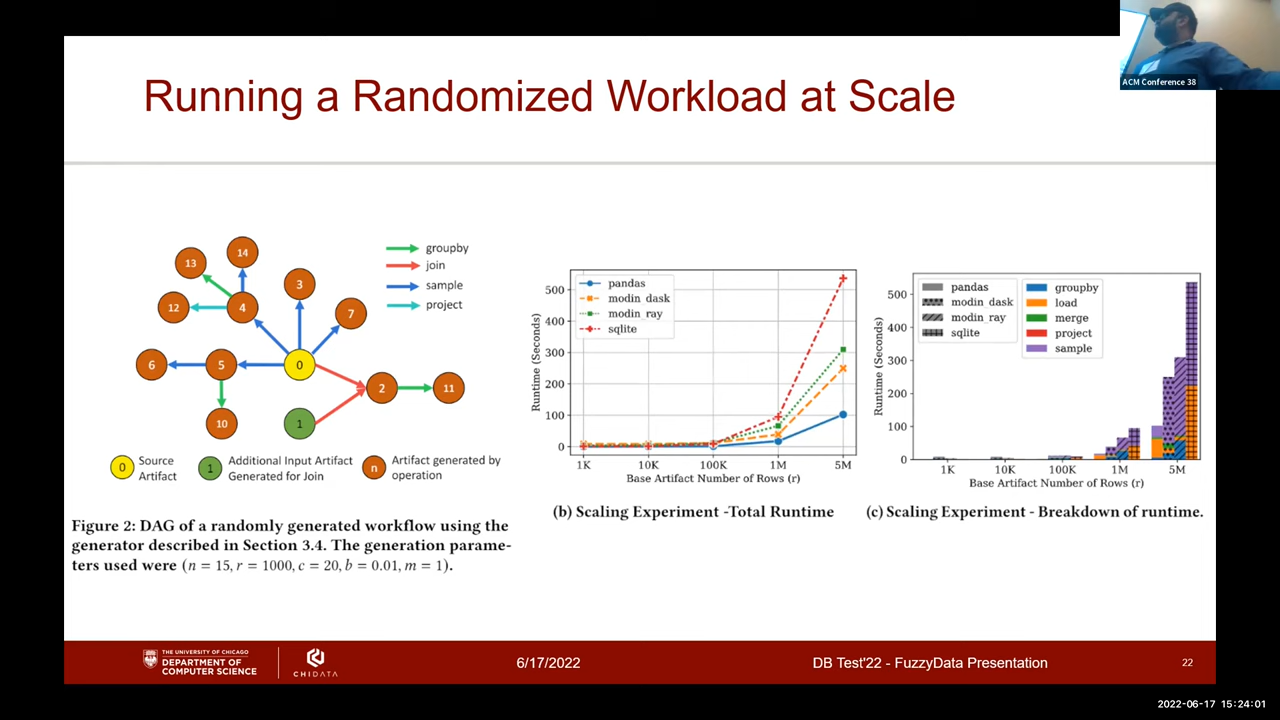 ACM Conference 38
Running a Randomized Workload at Scale
14
13
3
12
4
7
6
5
0
2
11
10
1
groupby
join
sample
project
0 Source Artifact
1 Additional Input Artifact Generated for Join
n Artifact generated by operation
Figure 2: DAG of a randomly generated workflow using the
generator described in Section 3.4. The generation parame-
ters used were (n = 15, r = 1000, c = 20, b = 0.01, m = 1).
pandas
modin dask
modin ray
sqlite
Runtime (Seconds)
500
400
300
200
100
0
1K 10K 100K 1M 5M
Base Artifact Number of Rows (r)
(b) Scaling Experiment -Total Runtime
pandas
modin dask
modin ray
sqlite
groupby
load
merge
project
sample
Runtime (Seconds)
500
400
300
200
100
0
1K 10K 100K 1M 5M
Base Artifact Number of Rows (r)
(c) Scaling Experiment - Breakdown of runtime.
THE UNIVERSITY OF CHICAGO
DEPARTMENT OF
COMPUTER SCIENCE
CHIDATA
6/17/2022
DB Test'22 - FuzzyData Presentation
22
2022-06-17 15:24:01